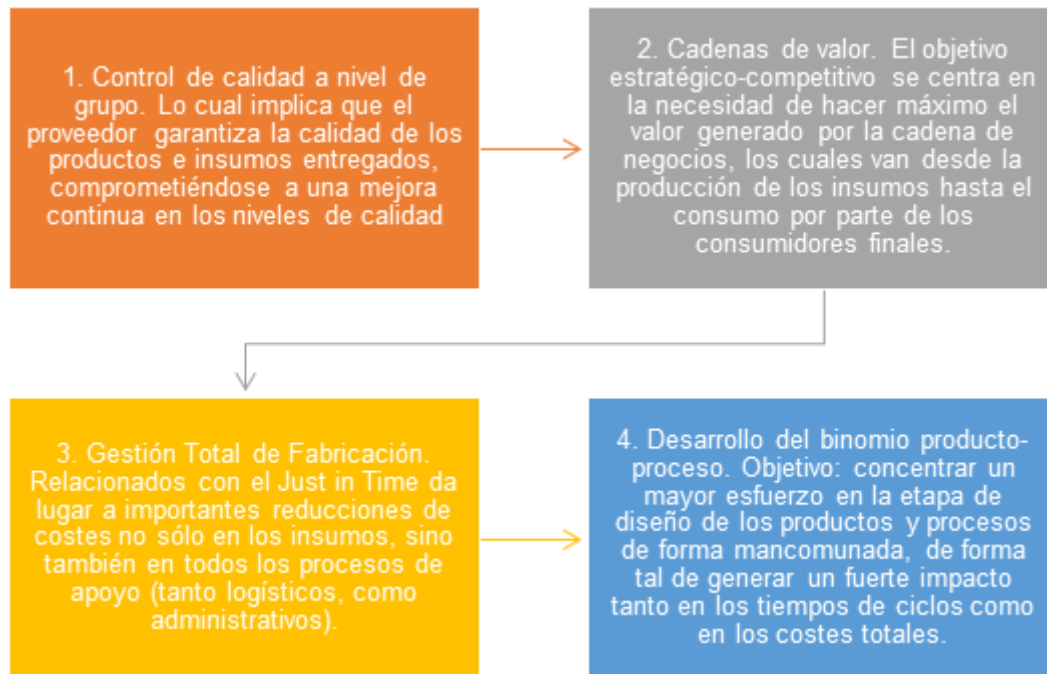 1. Control de calidad a nivel de
grupo. Lo cual implica que el
proveedor garantiza la calidad de los
productos e insumos entregados,
comprometiéndose a una mejora
continua en los niveles de calidad
2. Cadenas de valor. El objetivo
estratégico-competitivo se centra en
la necesidad de hacer máximo el
valor generado por la cadena de
negocios, los cuales van desde la
producción de los insumos hasta el
consumo por parte de los
consumidores finales.
3. Gestión Total de Fabricación.
Relacionados con el Just in Time da
lugar a importantes reducciones de
costes no sólo en los insumos, sino
también en todos los procesos de
apoyo (tanto logísticos, como
administrativos).
4. Desarrollo del binomio producto-
proceso. Objetivo: concentrar un
mayor esfuerzo en la etapa de
diseño de los productos y procesos
de forma mancomunada, de forma
tal de generar un fuerte impacto
tanto en los tiempos de ciclos como
en los costes totales.